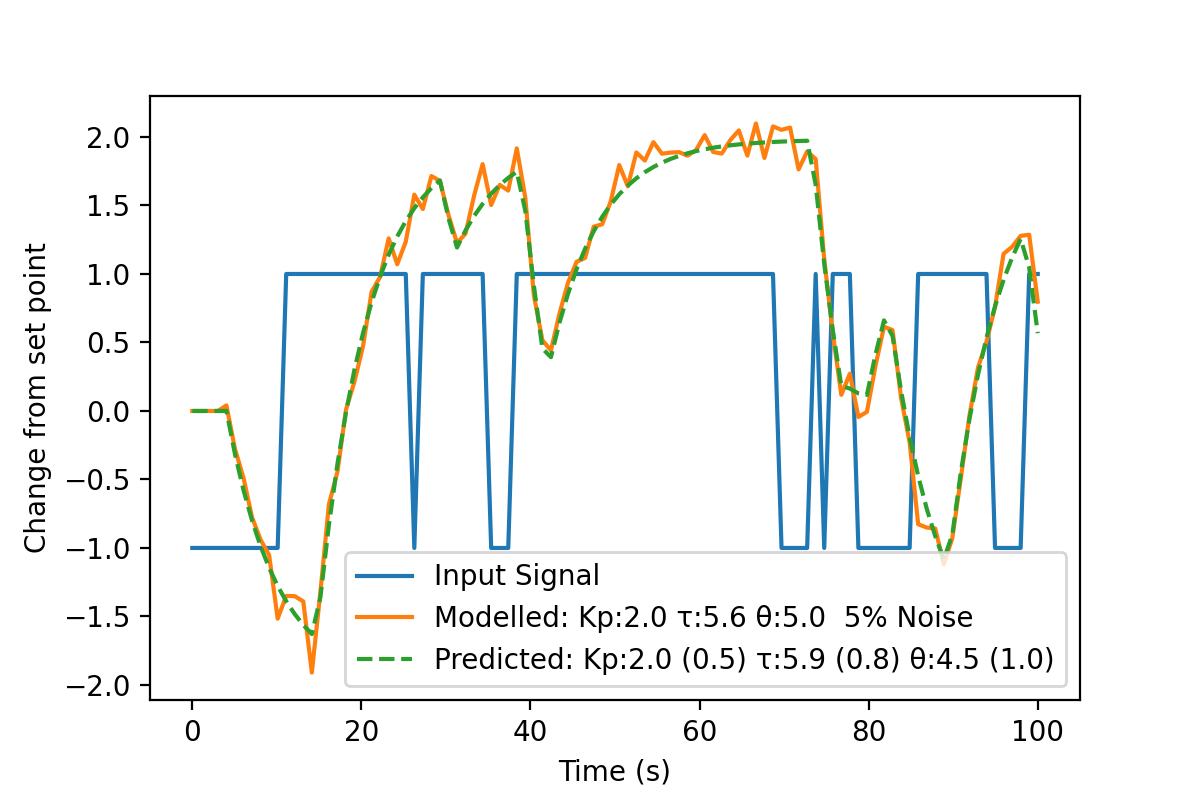 2.0
1.5
1.0
0.5
0.0
−0.5
−1.0
−1.5
−2.0
Change from set point
Input Signal
Modelled: Kp:2.0 τ:5.6 θ:5.0  5% Noise
Predicted: Kp:2.0 (0.5) τ:5.9 (0.8) θ:4.5 (1.0)
0 20 40 60 80 100
Time (s)